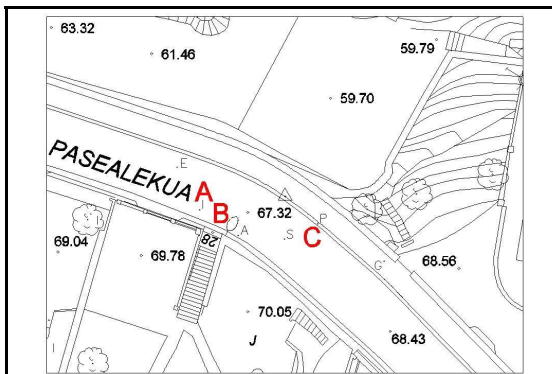 63.32
61.46
59.79
59.70
PASEALEKUA
E
A
B
I
A
67.32
S
P
C
G
28
69.04
69.78
68.56
70.05
J
68.43
I